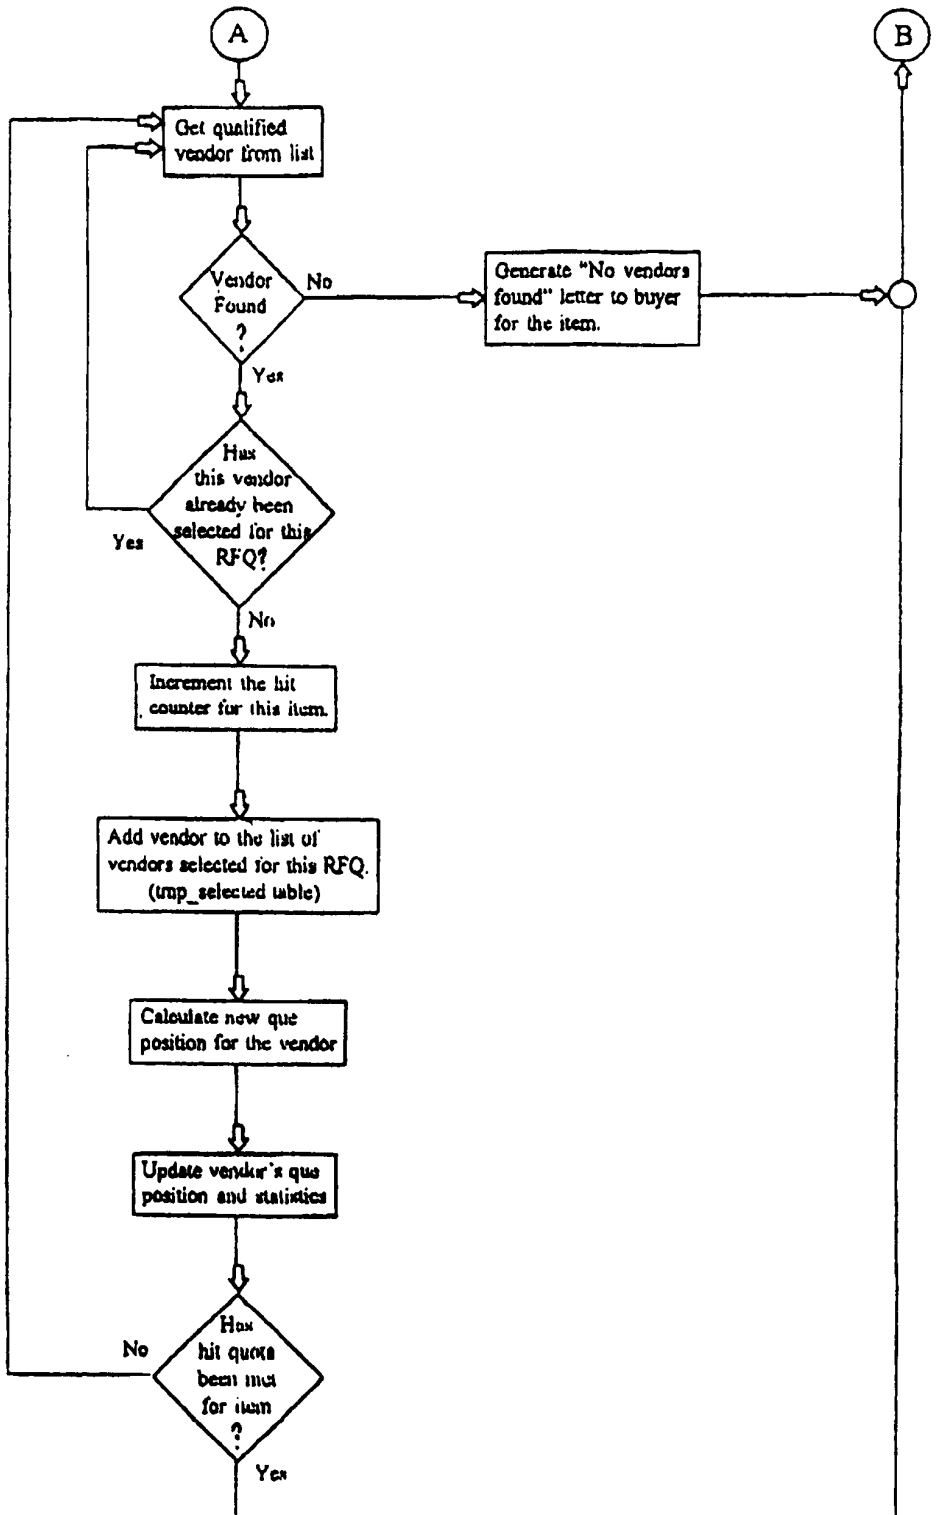 A
B
Get qualified
vendor from list
Vendor
Found
?
No
Generate "No vendors
found" letter to buyer
for the item.
Yes
Has
this vendor
already been
selected for this
RFQ?
Yes
No
Increment the hit
counter for this item.
Add vendor to the list of
vendors selected for this RFQ.
(tmp_selected table)
Calculate new que
position for the vendor
Update vendor's que
position and statistics
Has
hit quota
been met
for item
?
No
Yes